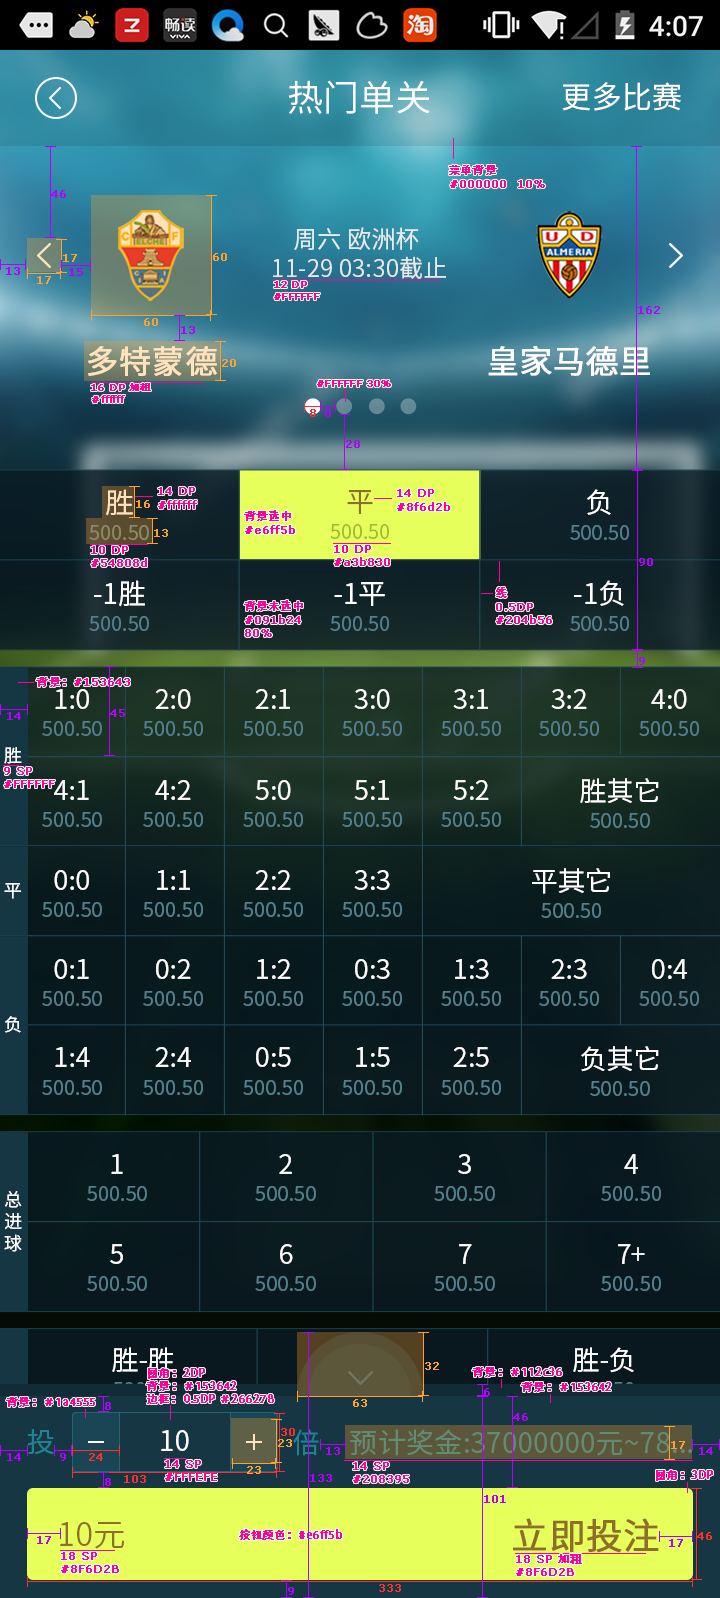 畅读
VIVA
淘
4:07
热门单关
更多比赛
菜单背景
#000000 10%
46
周六 欧洲杯
11-29 03:30截止
12 DP
#FFFFFF
ELCHE
U D
ALMERIA
17
13
17
15
60
60
13
162
多特蒙德
20
皇家马德里
16 DP 加粗
#ffffff
#FFFFFF 30%
8
8
28
胜
16
14 DP
#ffffff
500.50
13
10 DP
#54808d
平
14 DP
#8f6d2b
背景选中
#e6ff5b
500.50
10 DP
#a3b830
负
500.50
90
-1胜
500.50
-1平
500.50
背景未选中
#091b24
80%
线
0.5DP
#204b56
-1负
500.50
9
背景：#153643
14
45
胜
9 SP
#FFFFFF
1:0 2:0 2:1 3:0 3:1 3:2 4:0
500.50 500.50 500.50 500.50 500.50 500.50 500.50
4:1 4:2 5:0 5:1 5:2 胜其它
500.50 500.50 500.50 500.50 500.50 500.50
平
0:0 1:1 2:2 3:3 平其它
500.50 500.50 500.50 500.50 500.50
负
0:1 0:2 1:2 0:3 1:3 2:3 0:4
500.50 500.50 500.50 500.50 500.50 500.50 500.50
1:4 2:4 0:5 1:5 2:5 负其它
500.50 500.50 500.50 500.50 500.50 500.50
总进球
1 2 3 4
500.50 500.50 500.50 500.50
5 6 7 7+
500.50 500.50 500.50 500.50
胜-胜
胜-负
32
63
圆角：2DP
背景：#153642
边框：0.5DP #266278
背景：#1a4555
背景：#112c36
背景：#153642
6
46
8
投
10
倍
预计奖金:37000000元~78...
14
9
24
30
23
23
13
17
14
103
8
14 SP
#FFFEFE
133
14 SP
#208395
圆角：3DP
101
10元
立即投注
按钮颜色：#e6ff5b
17
17
46
18 SP
#8F6D2B
18 SP 加粗
#8F6D2B
333
9